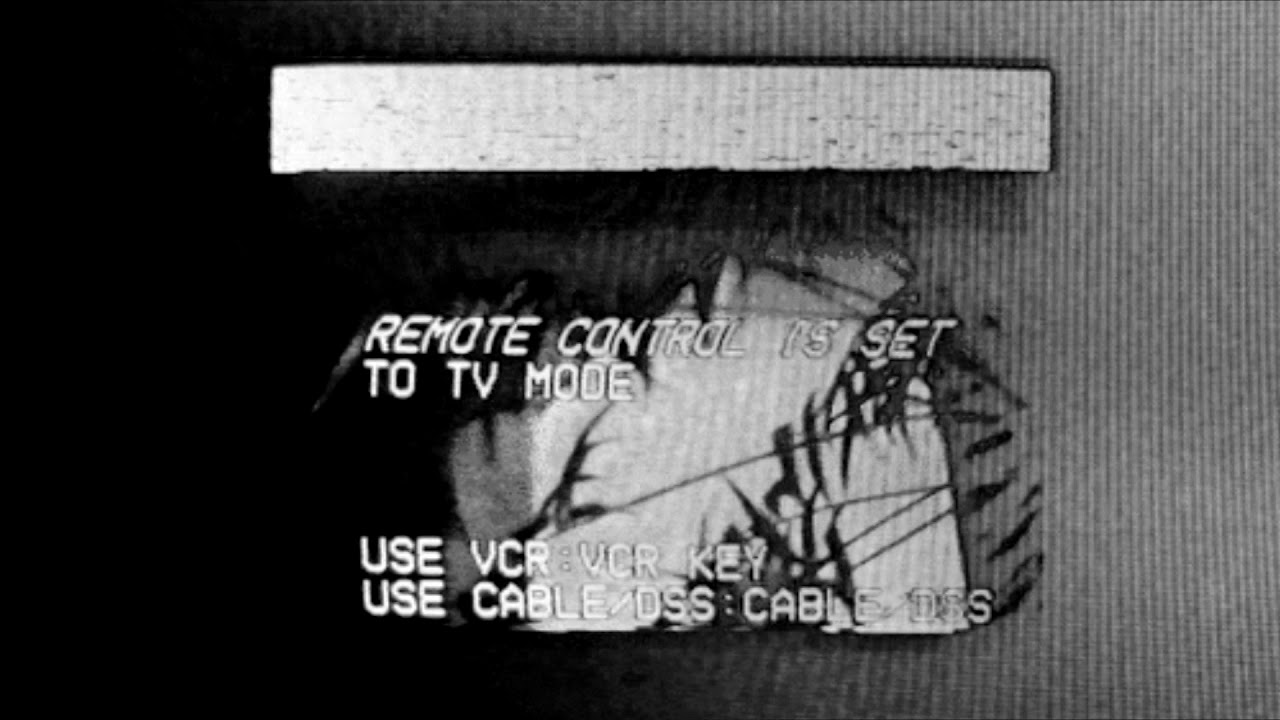 REMOTE CONTROL IS SET
TO TV MODE
USE VCR:VCR KEY
USE CABLE/DSS:CABLE/DSS